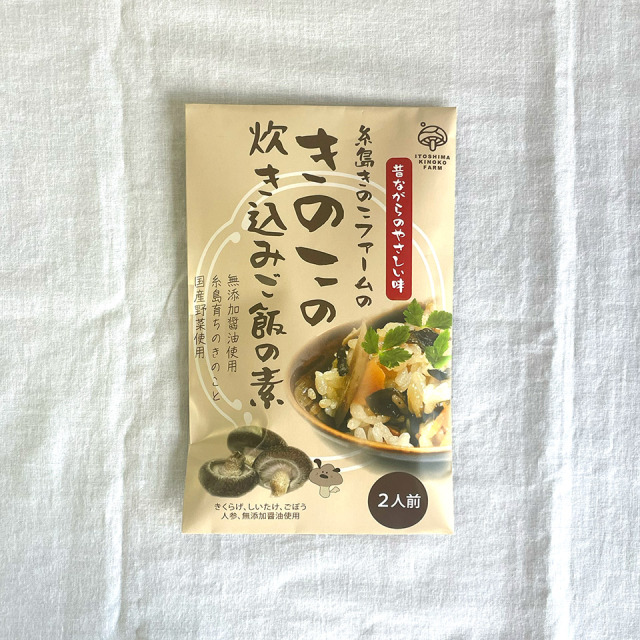 ITOSHIMA
KINOKO
FARM
昔ながらのやさしい味
糸島きのこファームの
きのこの
炊き込みご飯の素
無添加醤油使用
糸島育ちのきのこと
国産野菜使用
きくらげ、しいたけ、ごぼう
人参、無添加醤油使用
2人前